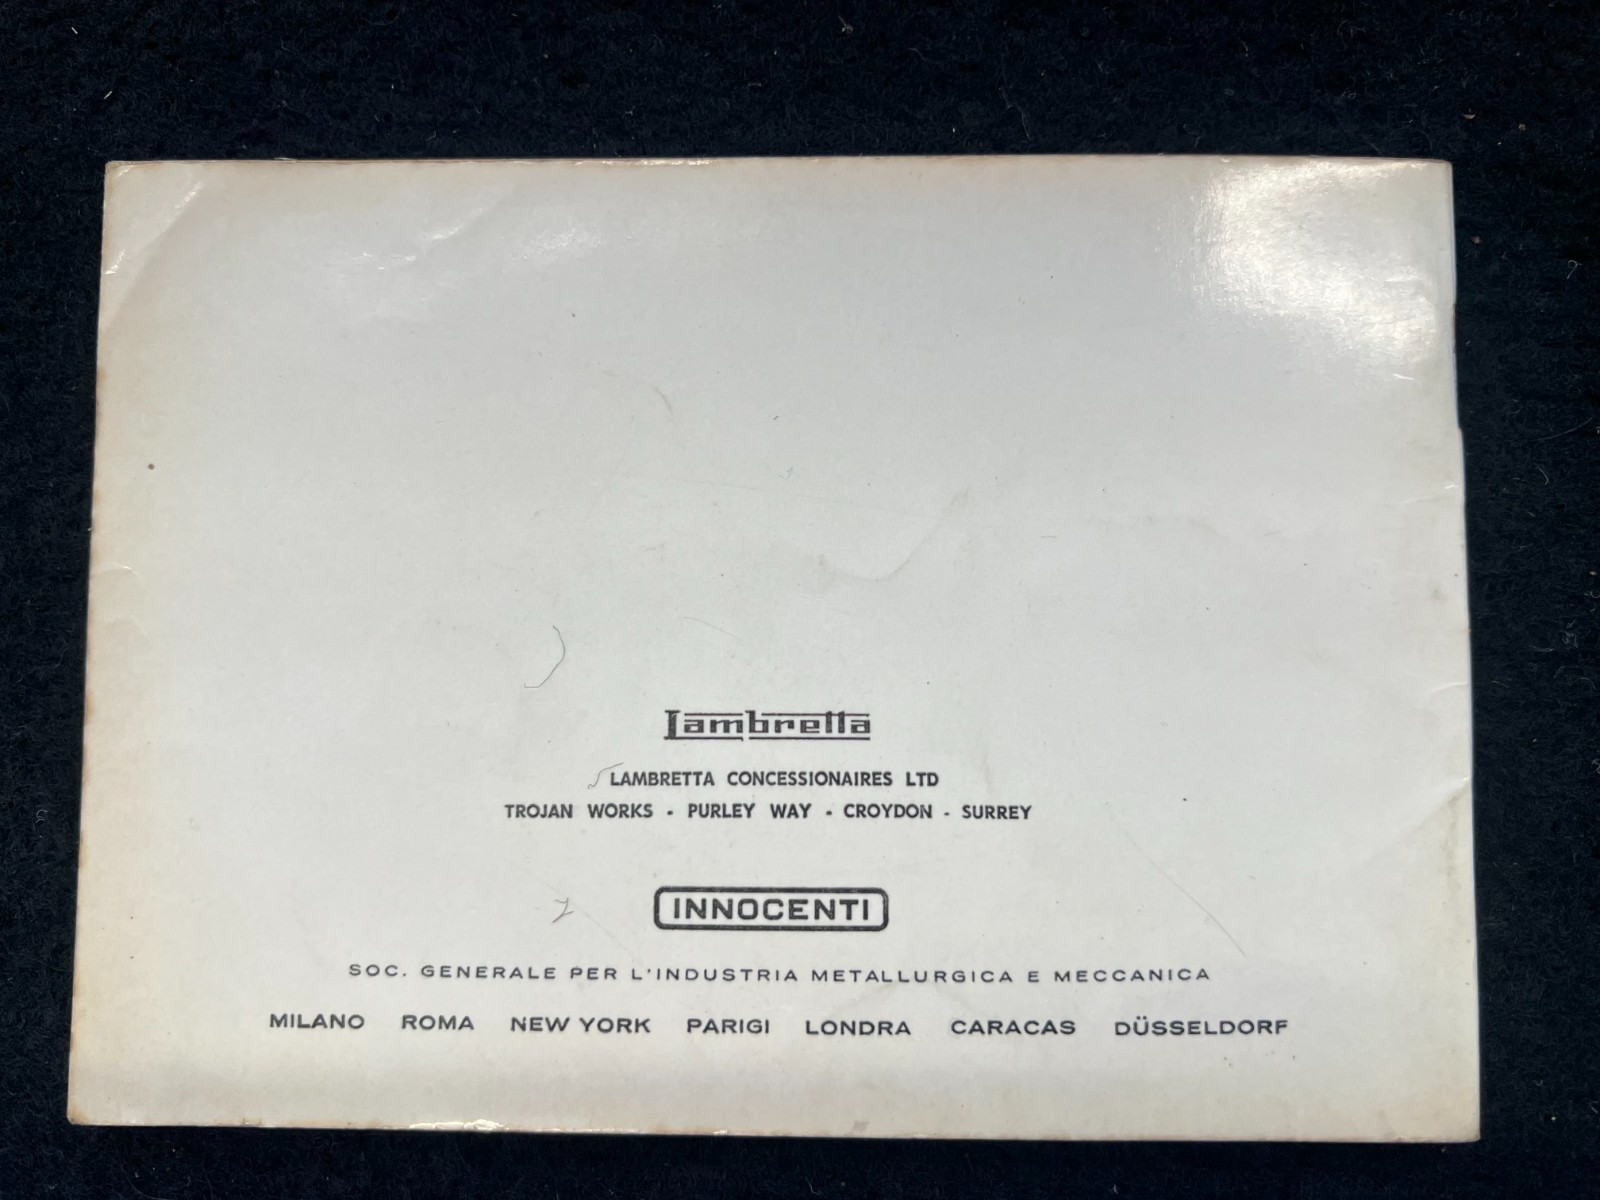 Lambretta
LAMBRETTA CONCESSIONAIRES LTD
TROJAN WORKS - PURLEY WAY - CROYDON - SURREY
INNOCENTI
SOC. GENERALE PER L'INDUSTRIA METALLURGICA E MECCANICA
MILANO ROMA NEW YORK PARIGI LONDRA CARACAS DÜSSELDORF